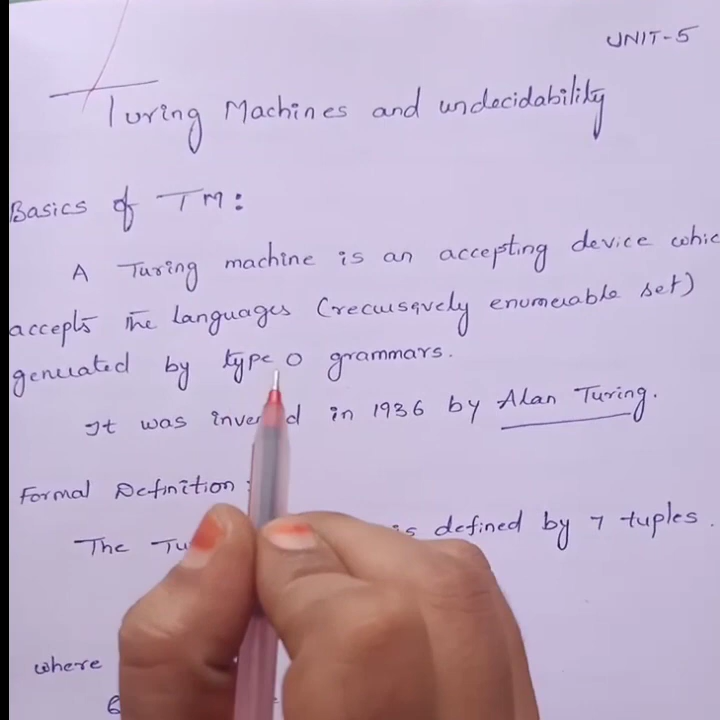 UNIT-5
Turing Machines and undecidability
Basics of TM:
A Turing machine is an accepting device whic
accepts the languages (recursively enumerable set)
generated by type 0 grammars.
It was in 1936 by Alan Turing.
Formal Definition:
The is defined by 7 tuples.
where